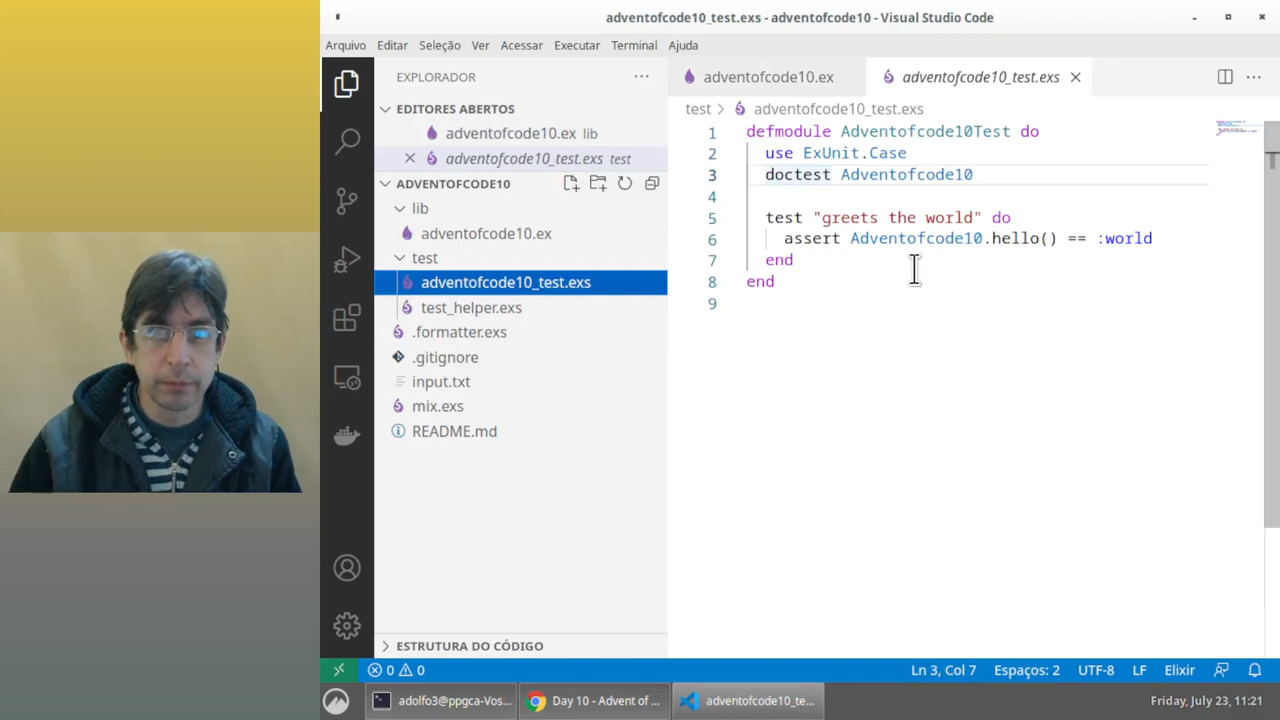 adventofcode10_test.exs - adventofcode10 - Visual Studio Code
Arquivo Editar Seleção Ver Acessar Executar Terminal Ajuda
EXPLORADOR
EDITORES ABERTOS
adventofcode10.ex lib
adventofcode10_test.exs test
ADVENTOFCODE10
lib
adventofcode10.ex
test
adventofcode10_test.exs
test_helper.exs
.formatter.exs
.gitignore
input.txt
mix.exs
README.md
ESTRUTURA DO CÓDIGO
adventofcode10.ex
adventofcode10_test.exs
test > adventofcode10_test.exs
1 defmodule Adventofcode10Test do
2 use ExUnit.Case
3 doctest Adventofcode10
4
5 test "greets the world" do
6 assert Adventofcode10.hello() == :world
7 end
8 end
9
0 0
Ln 3, Col 7 Espaços: 2 UTF-8 LF Elixir
adolfo3@ppgca-Vos...
Day 10 - Advent of ...
adventofcode10_te...
Friday, July 23, 11:21